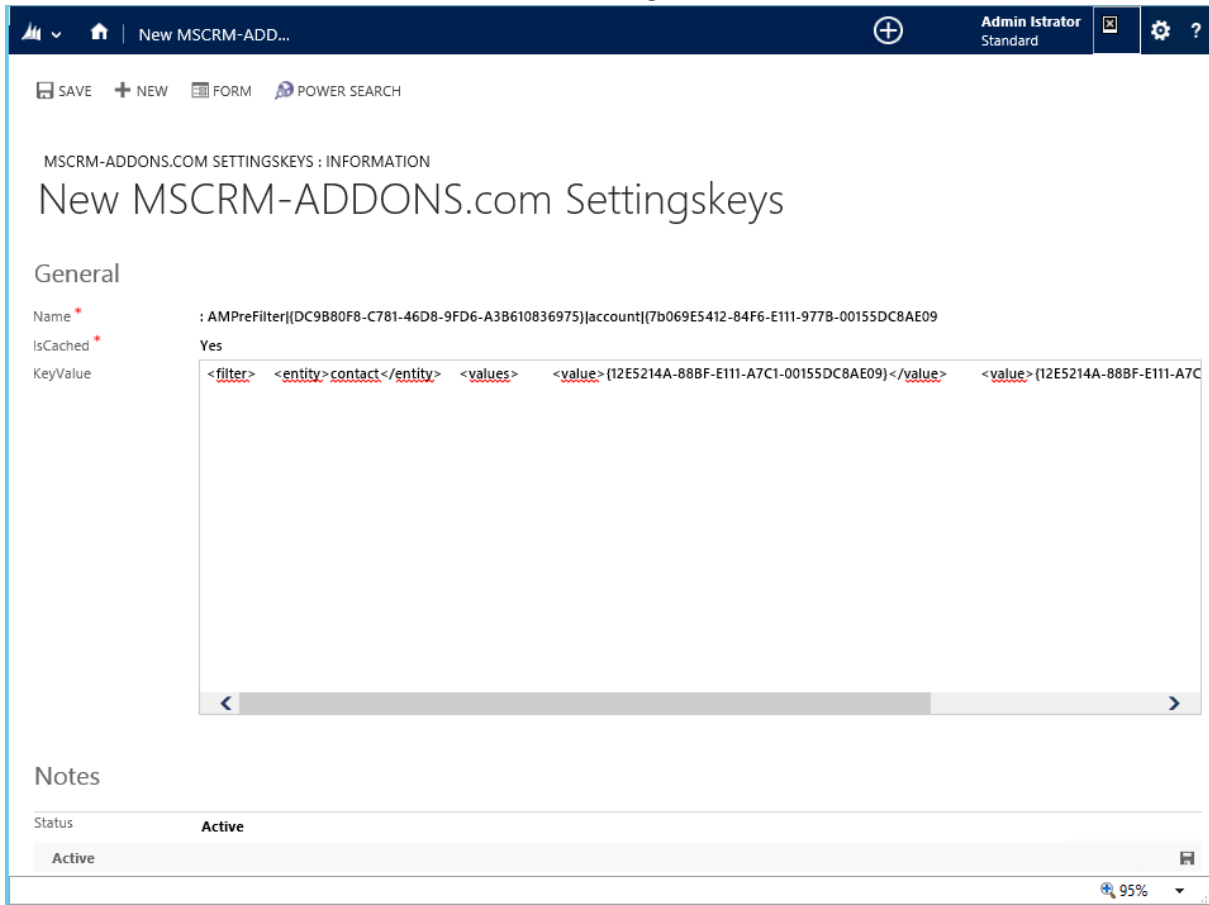 New MSCRM-ADD...
Admin Istrator
Standard
?
SAVE NEW FORM POWER SEARCH
MSCRM-ADDONS.COM SETTINGSKEYS : INFORMATION
New MSCRM-ADDONS.com Settingskeys
General
Name * : AMPreFilter|{DC9B80F8-C781-46D8-9FD6-A3B610836975}|account|{7b069E5412-84F6-E111-977B-00155DC8AE09
IsCached * Yes
KeyValue <filter> <entity>contact</entity> <values> <value>{12E5214A-88BF-E111-A7C1-00155DC8AE09}</value> <value>{12E5214A-88BF-E111-A7C
Notes
Status Active
Active
95%